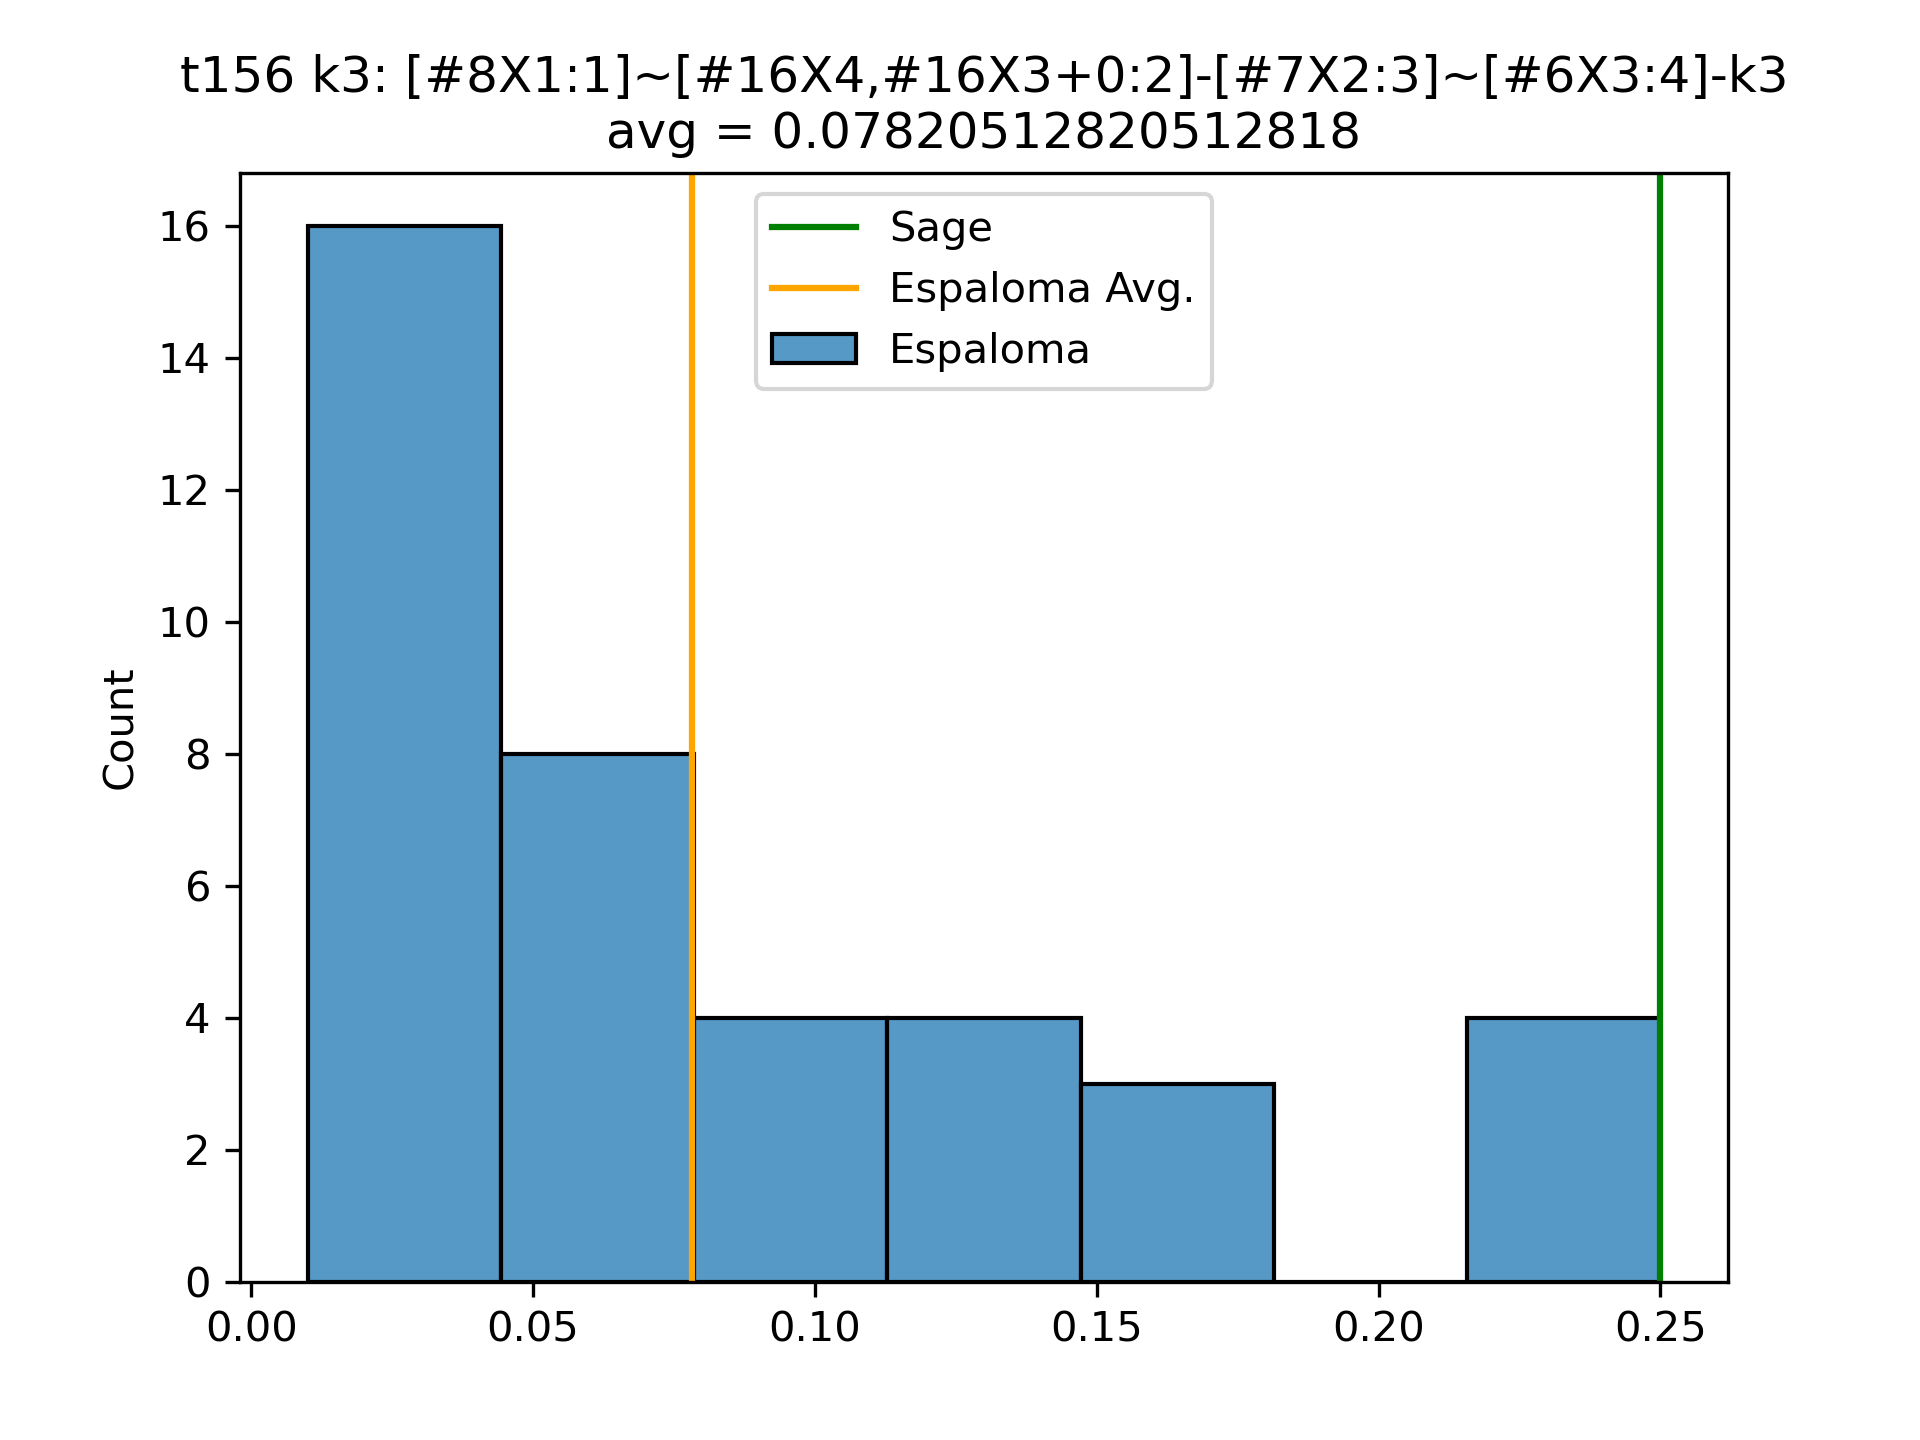 t156 k3: [#8X1:1]~[#16X4,#16X3+0:2]-[#7X2:3]~[#6X3:4]-k3
avg = 0.07820512820512818
Sage
Espaloma Avg.
Espaloma
16
14
12
10
8
6
4
2
0
Count
0.00 0.05 0.10 0.15 0.20 0.25